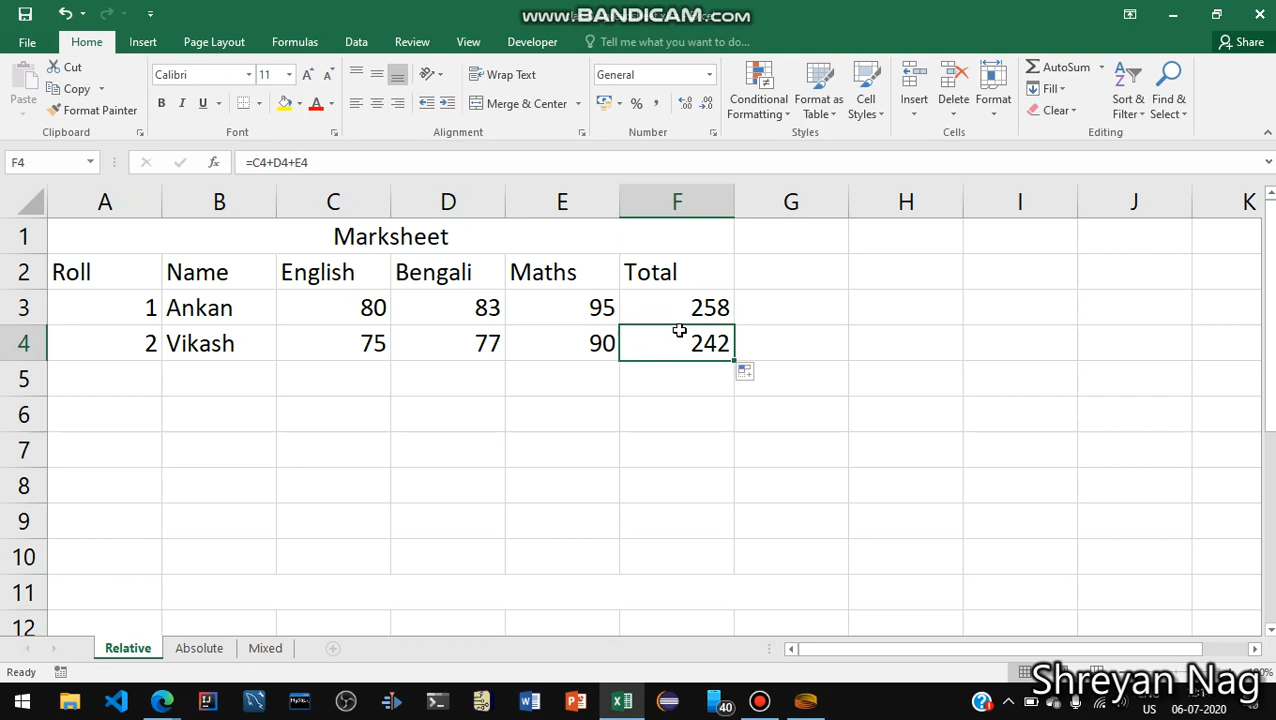 www.BANDICAM.com
File Home Insert Page Layout Formulas Data Review View Developer Tell me what you want to do... Share
Paste Cut Copy Format Painter
Clipboard
Calibri 11
B I U A
Font
Wrap Text
Merge & Center
Alignment
General
% ,
Number
Conditional Formatting Format as Table Cell Styles
Styles
Insert Delete Format
Cells
AutoSum Fill Clear Sort & Filter Find & Select
Editing
F4 fx =C4+D4+E4
A B C D E F G H I J K
1 Marksheet
2 Roll Name English Bengali Maths Total
3 1 Ankan 80 83 95 258
4 2 Vikash 75 77 90 242
5
6
7
8
9
10
11
12
Relative Absolute Mixed
Ready
Shreyan Nag
40
US 06-07-2020